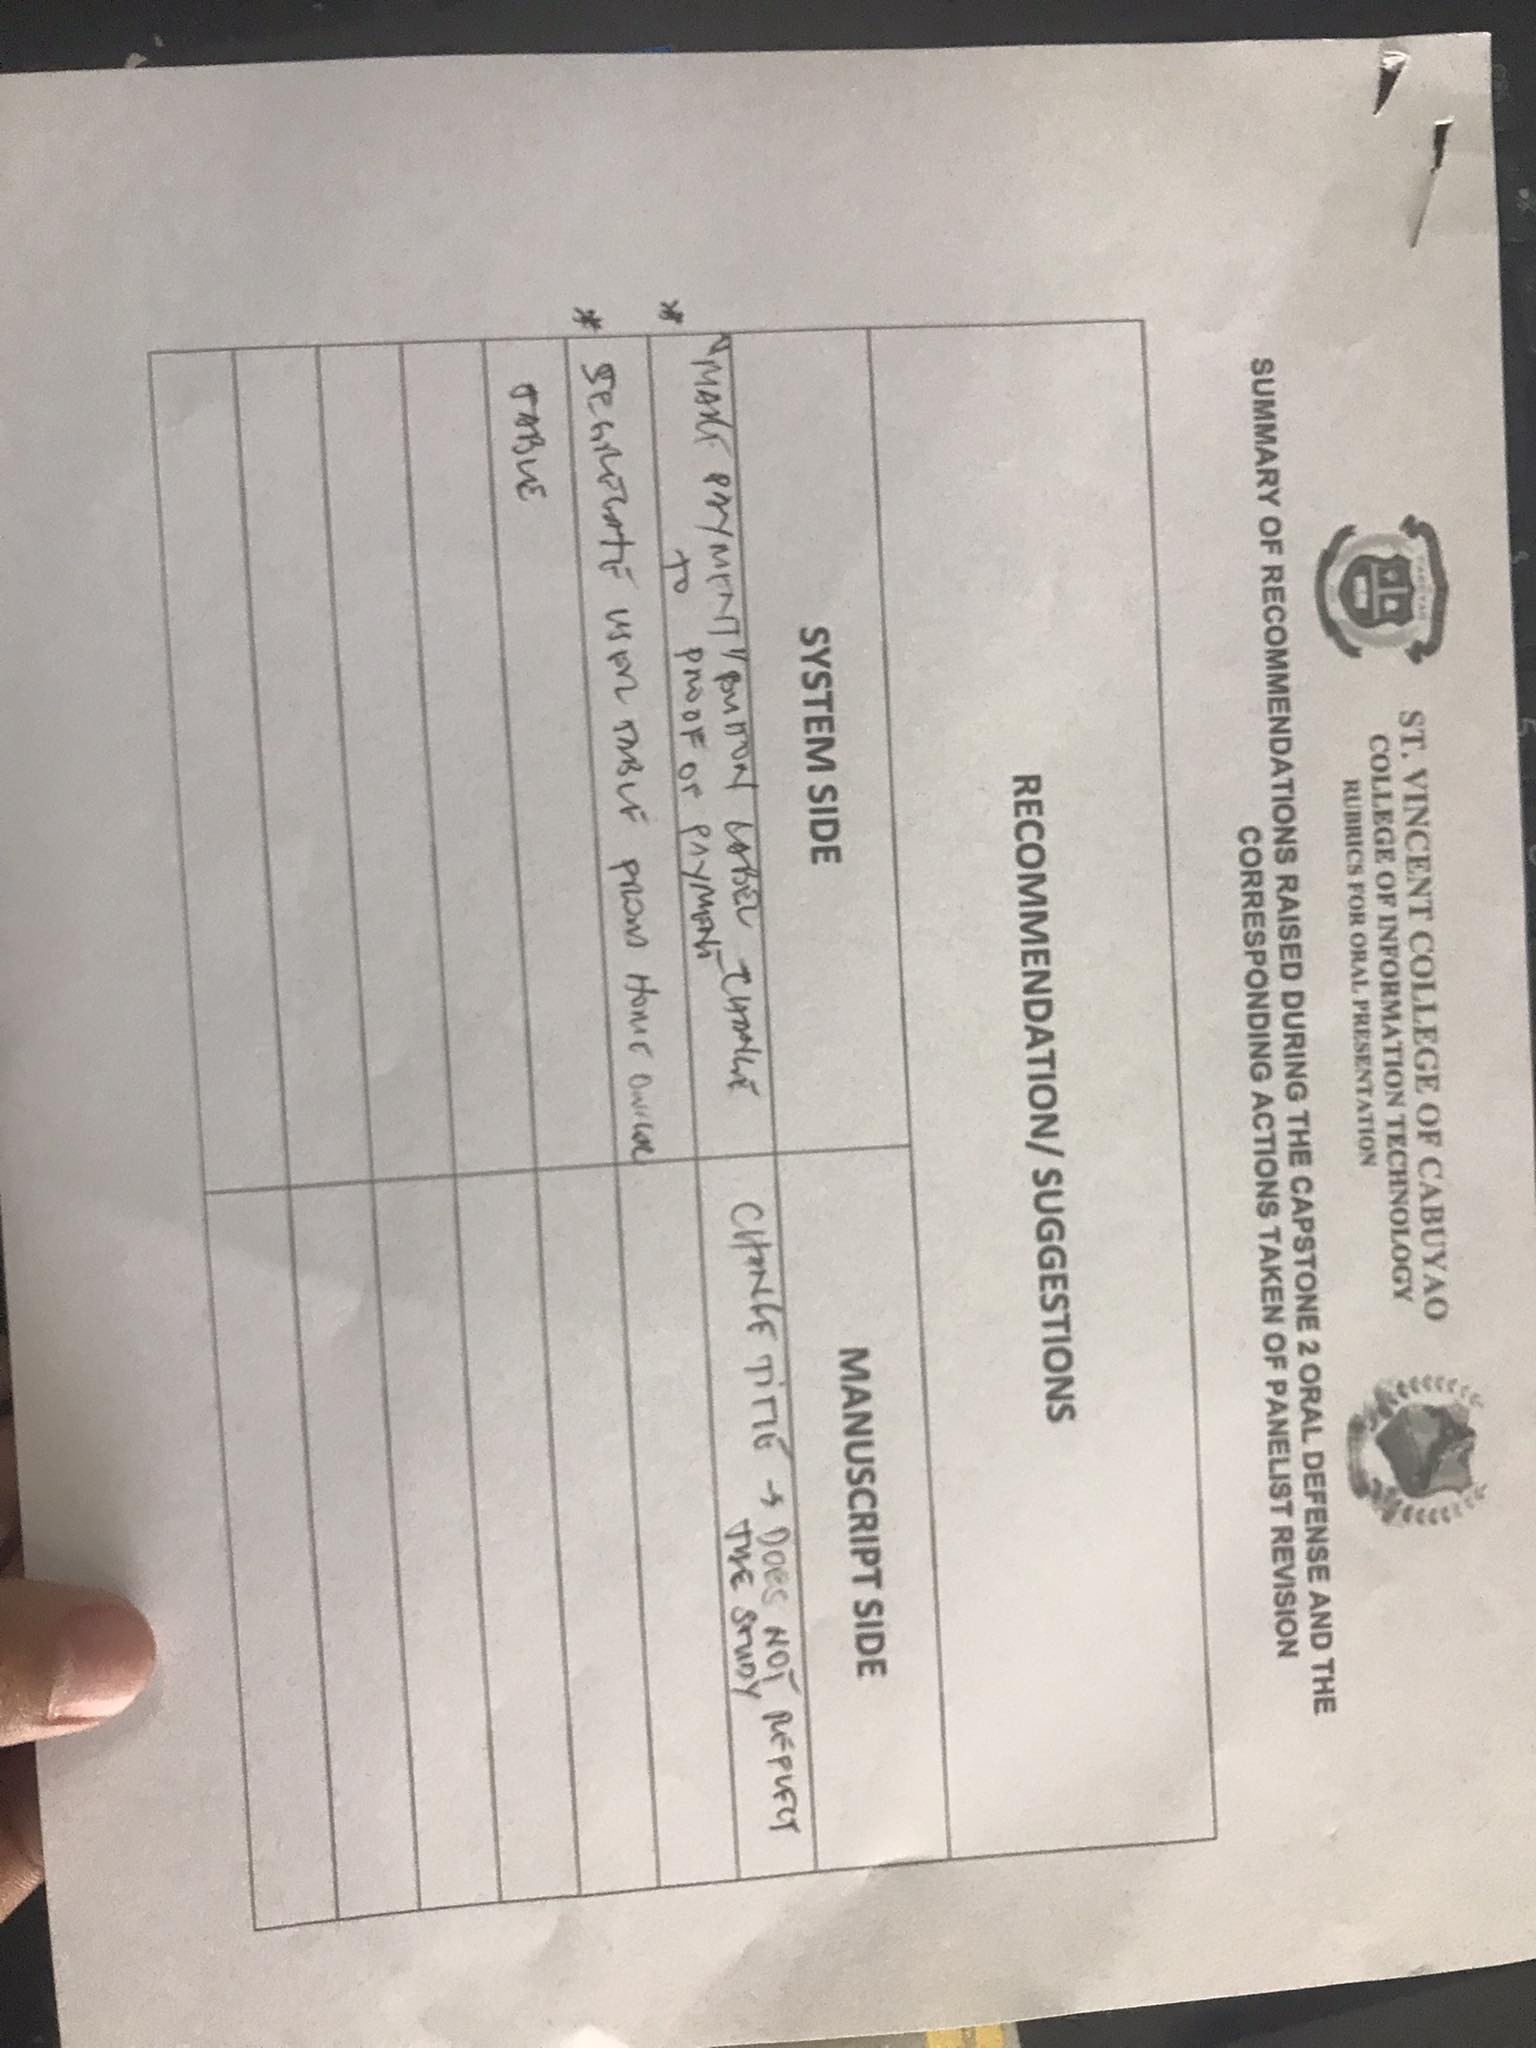 CABUYAO
ST. VINCENT COLLEGE OF CABUYAO
COLLEGE OF INFORMATION TECHNOLOGY
RUBRICS FOR ORAL PRESENTATION
SUMMARY OF RECOMMENDATIONS RAISED DURING THE CAPSTONE 2 ORAL DEFENSE AND THE
CORRESPONDING ACTIONS TAKEN OF PANELIST REVISION
RECOMMENDATION/ SUGGESTIONS
SYSTEM SIDE
MANUSCRIPT SIDE
"MAKE PAYMENT" BUTTON LABEL CHANGE
* TO PROOF OF PAYMENT
* SEGREGATE USER TABLE FROM HOME OWNER
TABLE
CHANGE TITLE → DOES NOT REFLECT
THE STUDY